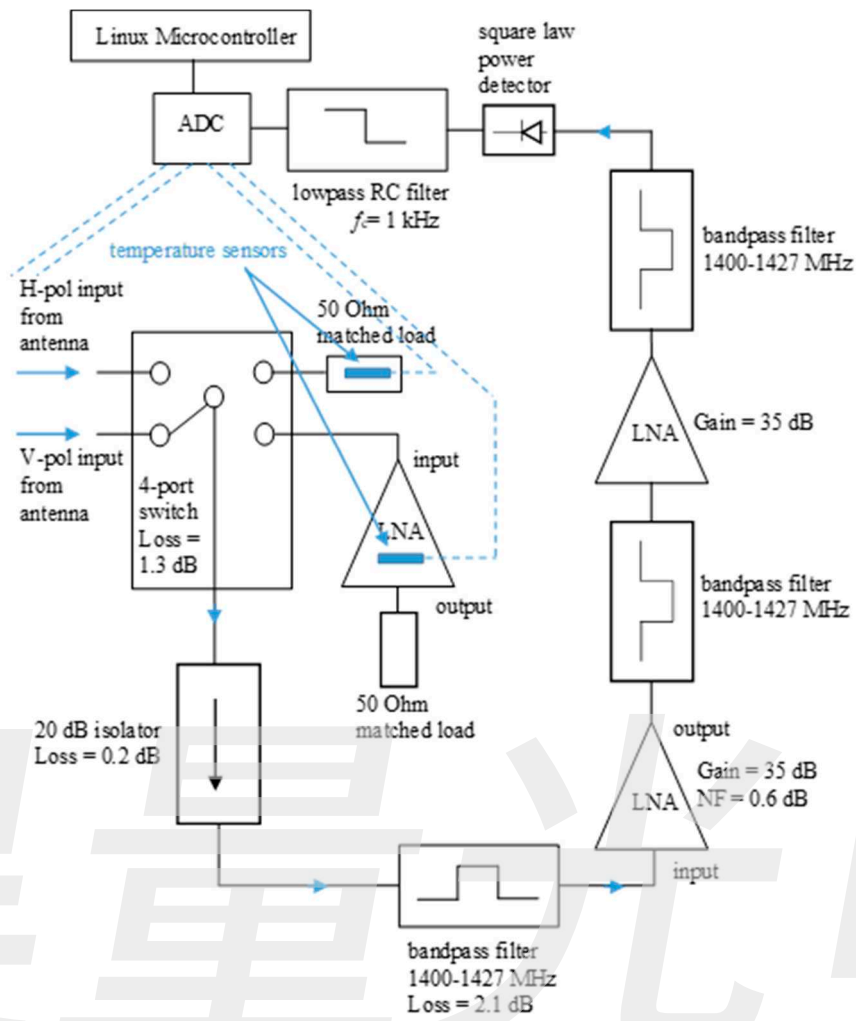 Linux Microcontroller
square law
power
detector
ADC
lowpass RC filter
fc= 1 kHz
bandpass filter
1400-1427 MHz
temperature sensors
H-pol input
from
antenna
50 Ohm
matched load
LNA
Gain = 35 dB
V-pol input
from
antenna
4-port
switch
Loss =
1.3 dB
input
LNA
output
bandpass filter
1400-1427 MHz
50 Ohm
matched load
20 dB isolator
Loss = 0.2 dB
output
Gain = 35 dB
NF = 0.6 dB
LNA
input
bandpass filter
1400-1427 MHz
Loss = 2.1 dB
量光